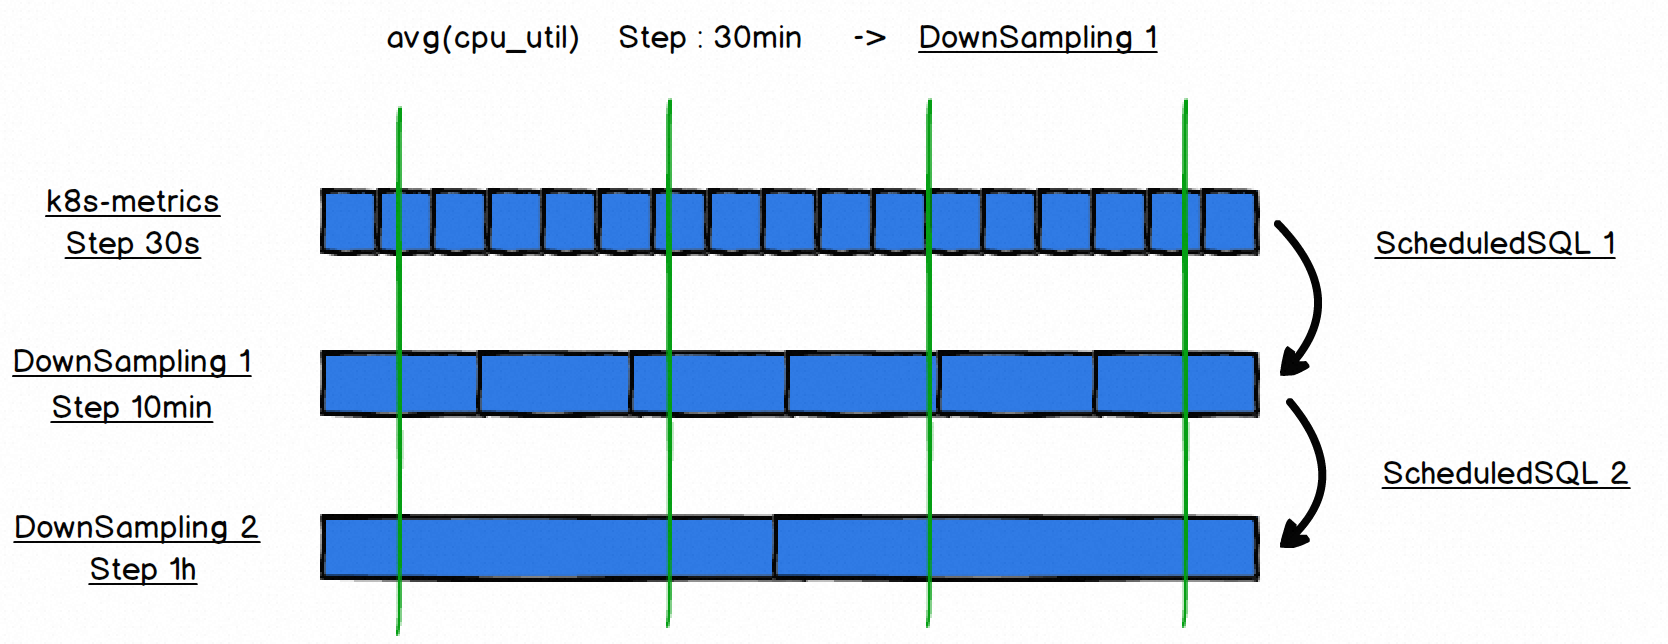 avg(cpu_util) Step : 30min -> DownSampling 1
k8s-metrics
Step 30s
ScheduledSQL 1
DownSampling 1
Step 10min
ScheduledSQL 2
DownSampling 2
Step 1h